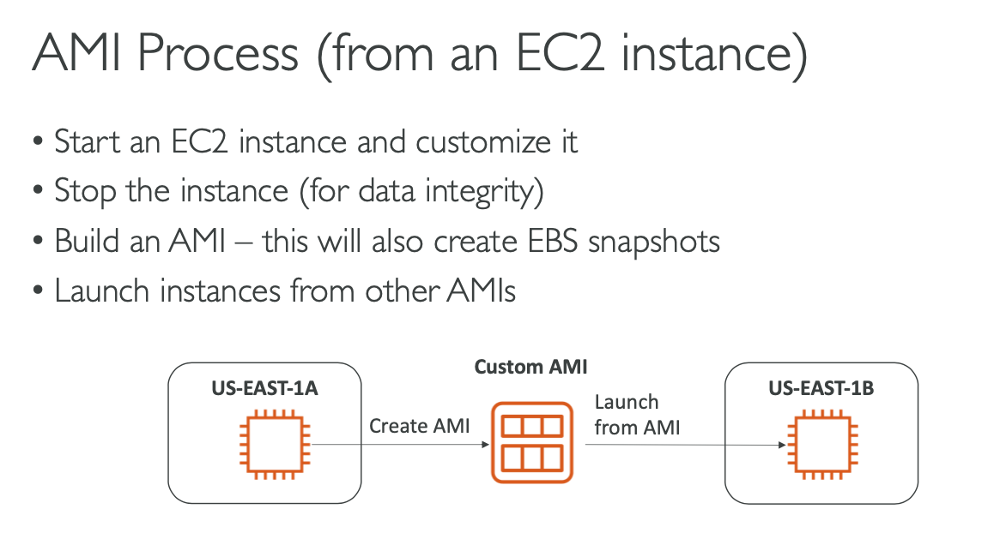 AMI Process (from an EC2 instance)
• Start an EC2 instance and customize it
• Stop the instance (for data integrity)
• Build an AMI – this will also create EBS snapshots
• Launch instances from other AMIs
US-EAST-1A
Create AMI
Custom AMI
Launch
from AMI
US-EAST-1B